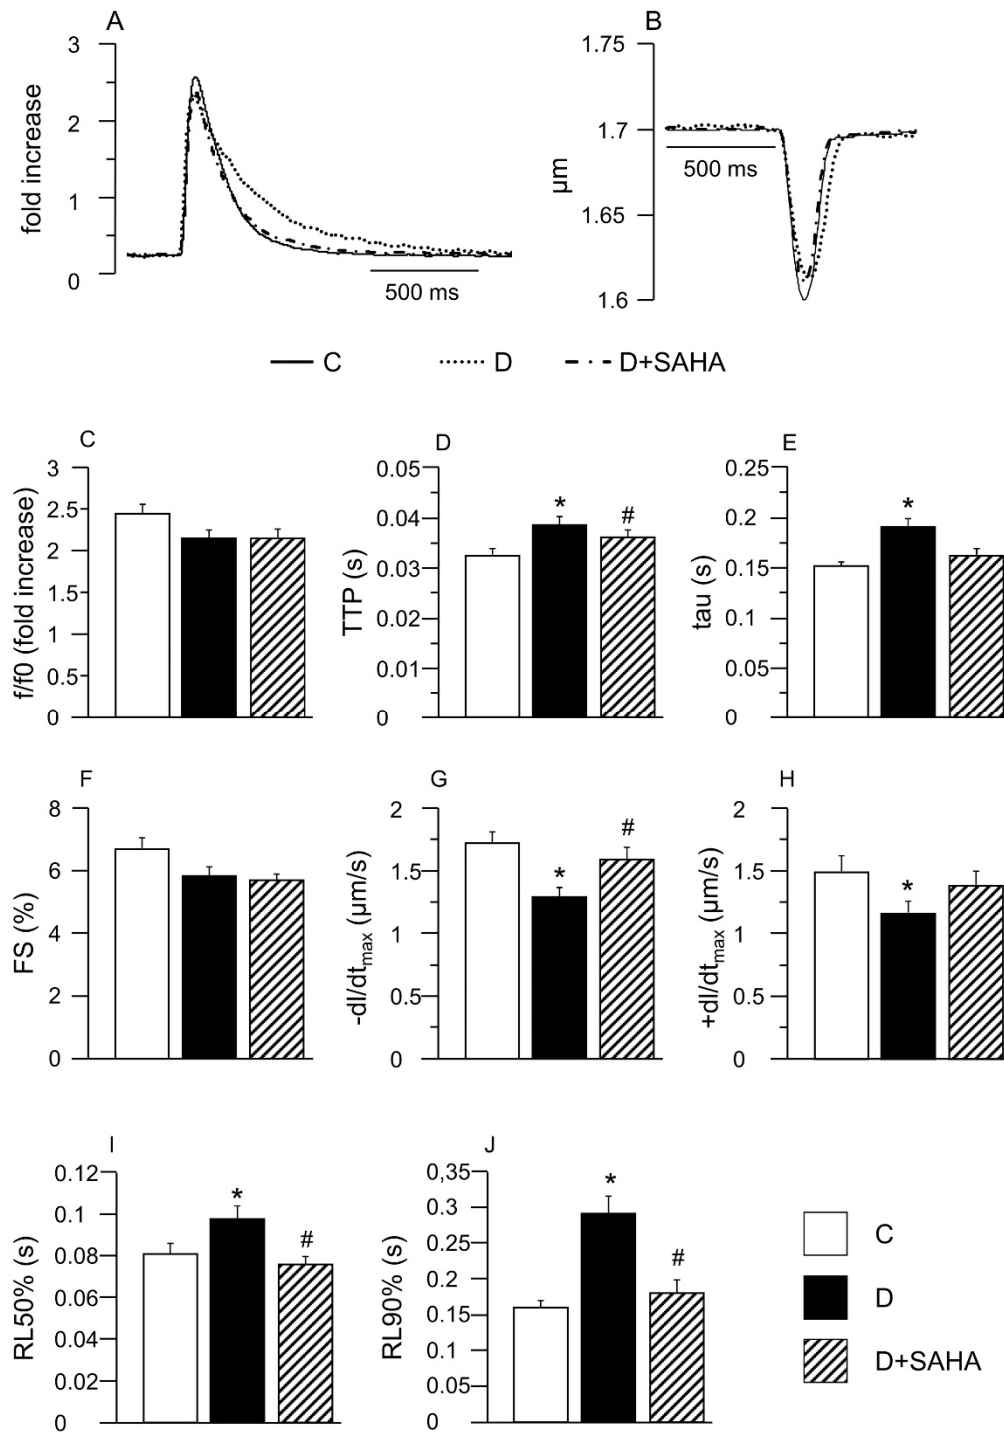 A
B
3
2
1
0
fold increase
500 ms
1.75
1.7
1.65
1.6
µm
500 ms
C
D
D+SAHA
C
D
E
3
2.5
2
1.5
1
0.5
0
f/f0 (fold increase)
0.05
0.04
0.03
0.02
0.01
0
TTP (s)
*
#
0.25
0.2
0.15
0.1
0.05
0
tau (s)
*
F
G
H
8
6
4
2
0
FS (%)
2
1.5
1
0.5
0
-dl/dtmax (µm/s)
*
#
2
1.5
1
0.5
0
+dl/dtmax (µm/s)
*
I
J
0.12
0.1
0.08
0.06
0.04
0.02
0
RL50% (s)
*
#
0,35
0.3
0.25
0.2
0.15
0.1
0.05
0
RL90% (s)
*
#
C
D
D+SAHA